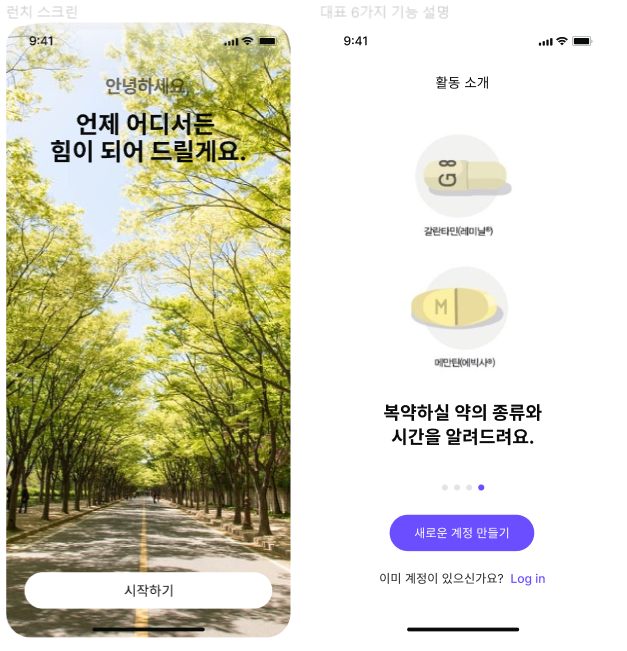 런치 스크린
9:41
안녕하세요,
언제 어디서든
힘이 되어 드릴게요.
시작하기
대표 6가지 기능 설명
9:41
활동 소개
G 8
갈란타민(레미닐®)
M
메만틴(에빅사®)
복약하실 약의 종류와
시간을 알려드려요.
새로운 계정 만들기
이미 계정이 있으신가요? Log in